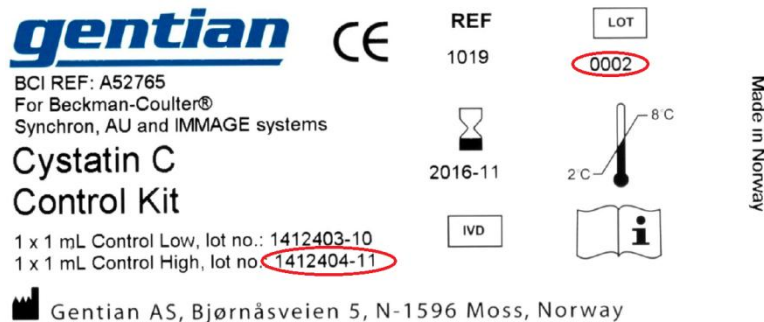 gentian
CE
BCI REF: A52765
For Beckman-Coulter®
Synchron, AU and IMMAGE systems
Cystatin C
Control Kit
1 x 1 mL Control Low, lot no.: 1412403-10
1 x 1 mL Control High, lot no.: 1412404-11
Gentian AS, Bjørnåsveien 5, N-1596 Moss, Norway
REF
1019
LOT
0002
2016-11
8°C
2°C
IVD
i
Made in Norway